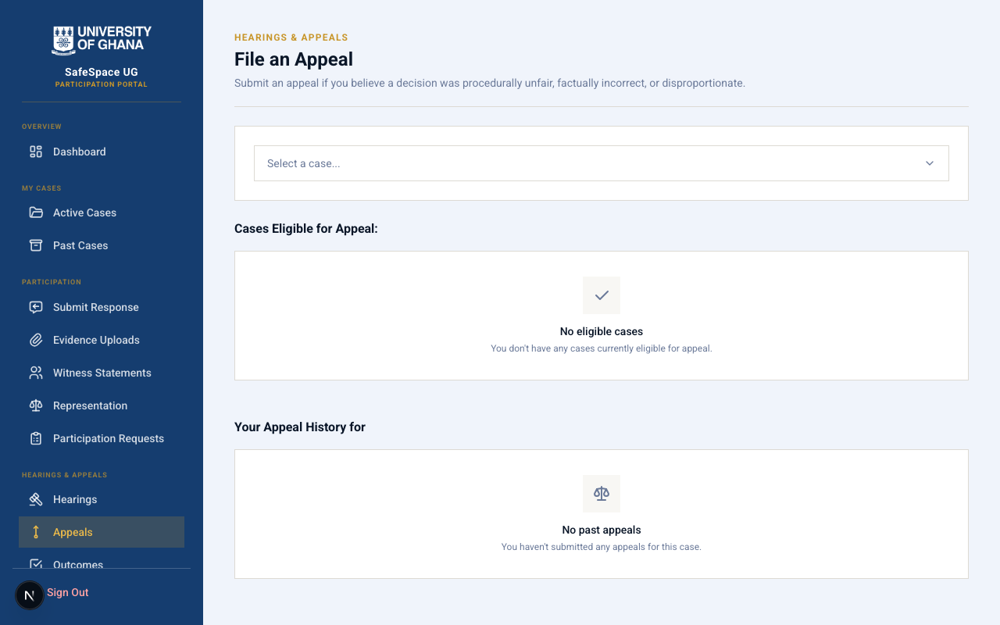 UNIVERSITY
OF GHANA
SafeSpace UG
PARTICIPATION PORTAL
OVERVIEW
Dashboard
MY CASES
Active Cases
Past Cases
PARTICIPATION
Submit Response
Evidence Uploads
Witness Statements
Representation
Participation Requests
HEARINGS & APPEALS
Hearings
Appeals
Outcomes
N
Sign Out
HEARINGS & APPEALS
File an Appeal
Submit an appeal if you believe a decision was procedurally unfair, factually incorrect, or disproportionate.
Select a case...
Cases Eligible for Appeal:
No eligible cases
You don't have any cases currently eligible for appeal.
Your Appeal History for
No past appeals
You haven't submitted any appeals for this case.